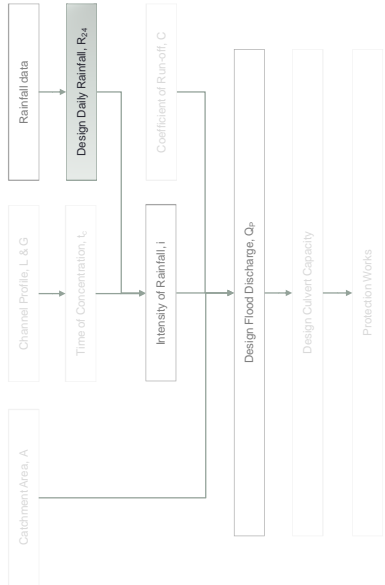 Catchment Area, A
Channel Profile, L & G
Rainfall data
Time of Concentration, tc
Design Daily Rainfall, R24
Intensity of Rainfall, i
Coefficient of Run-off, C
Design Flood Discharge, QP
Design Culvert Capacity
Protection Works